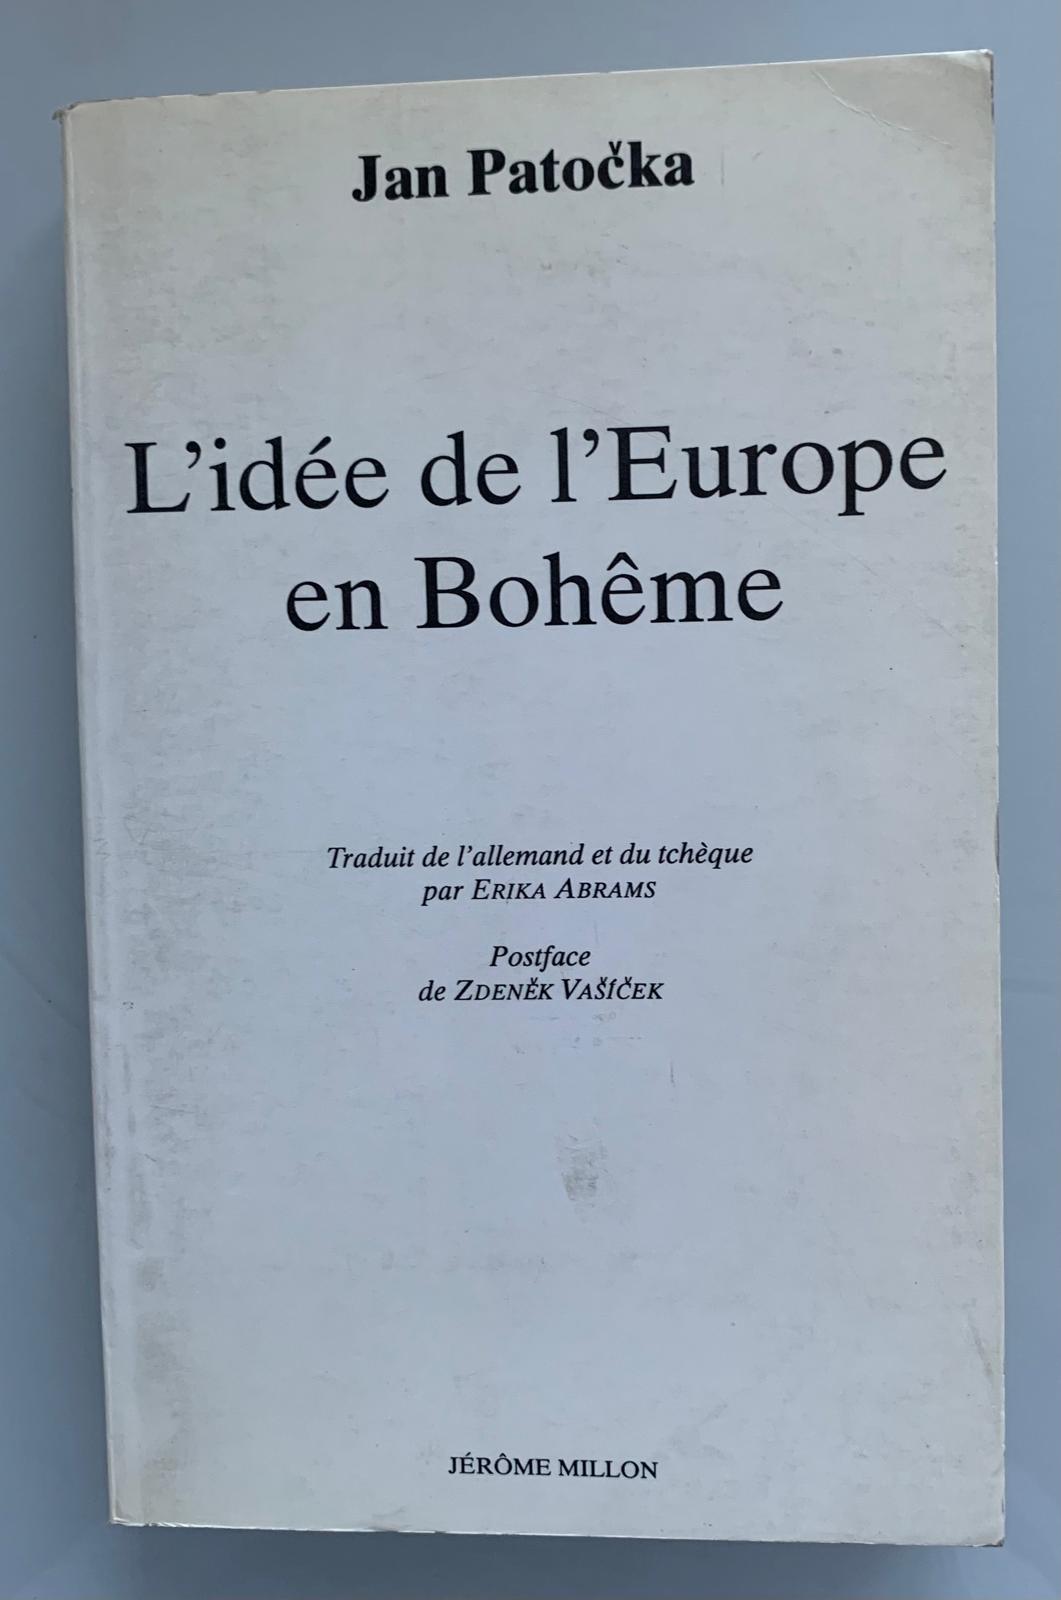 Jan Patočka
L'idée de l'Europe
en Bohême
Traduit de l'allemand et du tchèque
par ERIKA ABRAMS
Postface
de ZDENĚK VAŠÍČEK
JÉRÔME MILLON